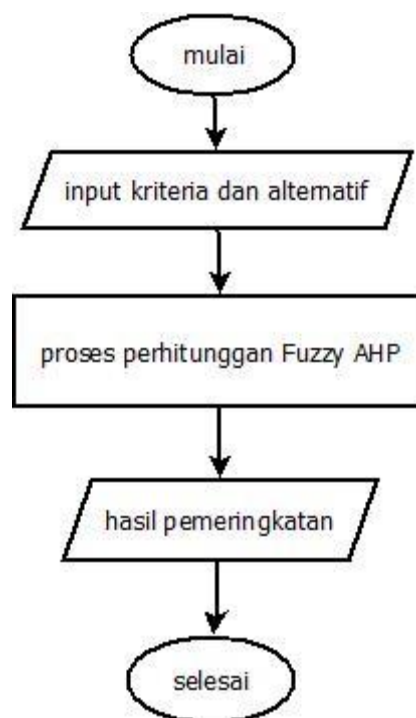 mulai
input kriteria dan alternatif
proses perhitunggan Fuzzy AHP
hasil pemeringkatan
selesai